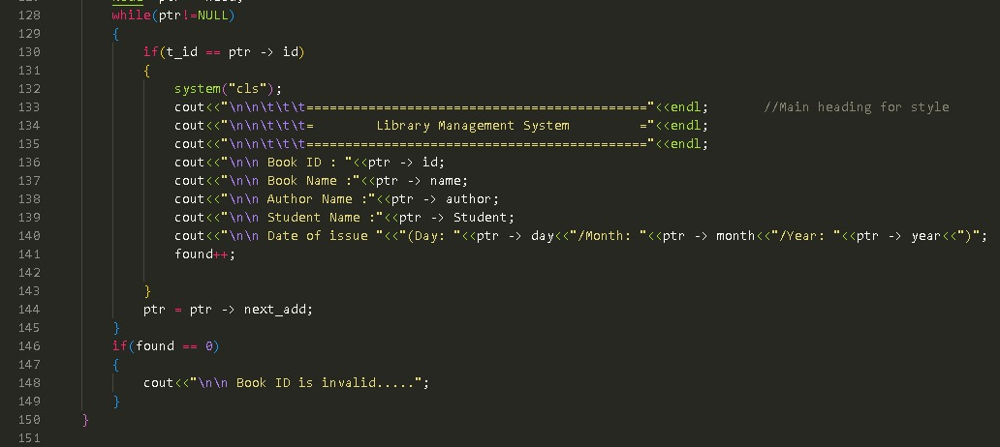 128 while(ptr!=NULL)
129 {
130 if(t_id == ptr -> id)
131 {
132 system("cls");
133 cout<<"\n\n\t\t\t============================================"<<endl; //Main heading for style
134 cout<<"\n\n\t\t\t= Library Management System ="<<endl;
135 cout<<"\n\n\t\t\t============================================"<<endl;
136 cout<<"\n\n Book ID : "<<ptr -> id;
137 cout<<"\n\n Book Name :"<<ptr -> name;
138 cout<<"\n\n Author Name :"<<ptr -> author;
139 cout<<"\n\n Student Name :"<<ptr -> Student;
140 cout<<"\n\n Date of issue "<<"(Day: "<<ptr -> day<<"/Month: "<<ptr -> month<<"/Year: "<<ptr -> year<<")";
141 found++;
142
143 }
144 ptr = ptr -> next_add;
145 }
146 if(found == 0)
147 {
148 cout<<"\n\n Book ID is invalid.....";
149 }
150 }
151